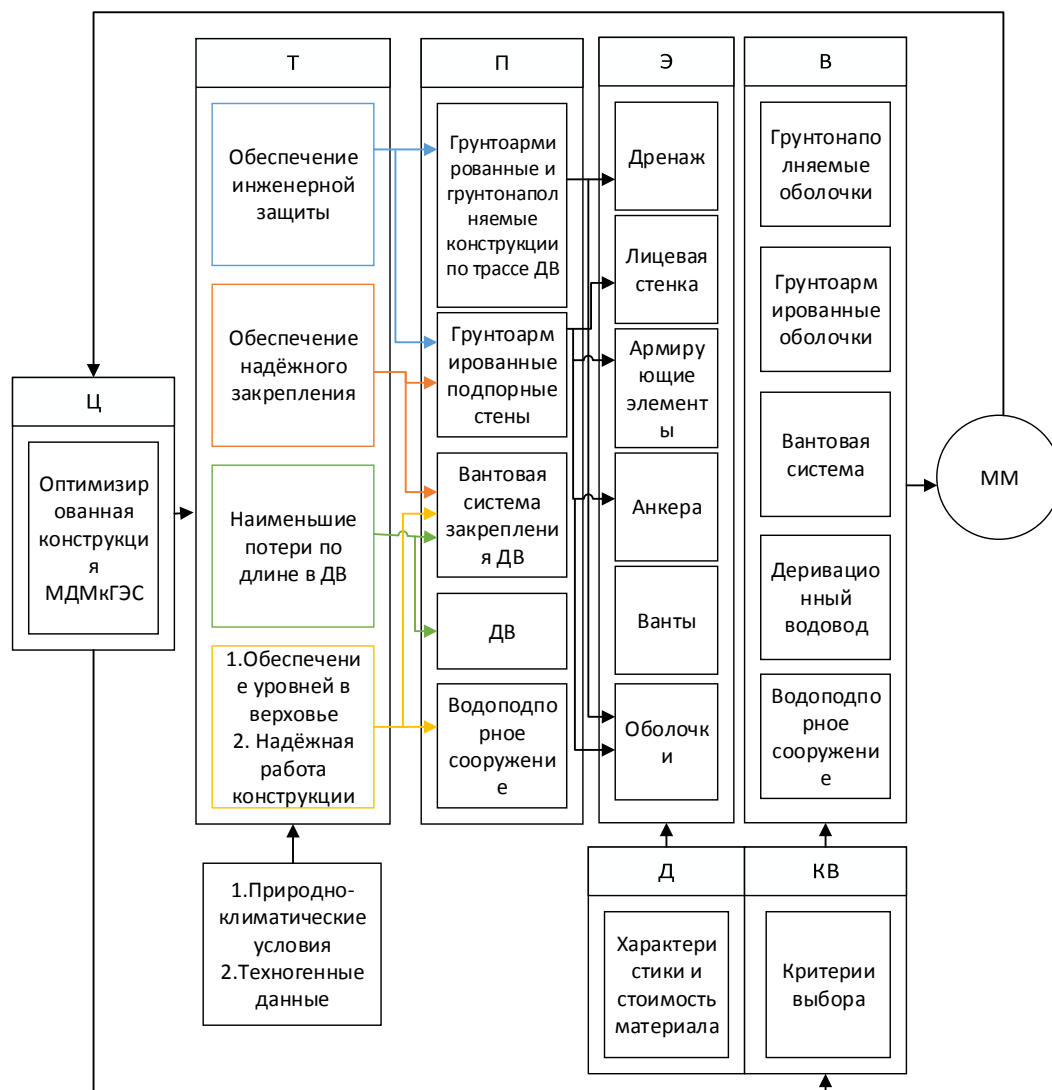 Т
П
Э
В
Обеспечение
инженерной
защиты
Обеспечение
надёжного
закрепления
Наименьшие
потери по
длине в ДВ
1.Обеспечени
е уровней в
верховье
2. Надёжная
работа
конструкции
Грунтоарми
рованные и
грунтонапол
няемые
конструкции
по трассе ДВ
Грунтоарм
ированные
подпорные
стены
Вантовая
система
закреплени
я ДВ
ДВ
Водоподпо
рное
сооружени
е
Дренаж
Лицевая
стенка
Армиру
ющие
элемент
ы
Анкера
Ванты
Оболочк
и
Грунтонапо
лняемые
оболочки
Грунтоарм
ированные
оболочки
Вантовая
система
Деривацио
нный
водовод
Водоподпо
рное
сооружени
е
Ц
Оптимизир
ованная
конструкци
я
МДМкГЭС
ММ
1.Природно-
климатические
условия
2.Техногенные
данные
Д
КВ
Характери
стики и
стоимость
материала
Критерии
выбора